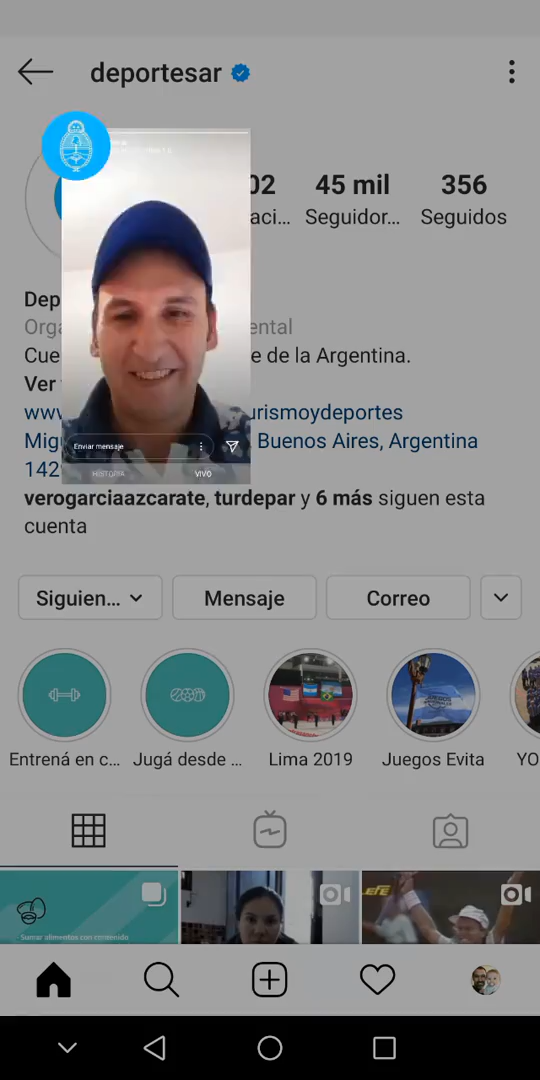 deportesar
02
45 mil
356
aci...
Seguidor...
Seguidos
Dep
Orga
ental
Cue
e de la Argentina.
Ver
www
urismoydeportes
Migu
Buenos Aires, Argentina
142
verogarciaazcarate, turdepar y 6 más siguen esta
cuenta
Enviar mensaje
HISTORIA
VIVO
Siguien...
Mensaje
Correo
Entrená en c...
Jugá desde ...
Lima 2019
Juegos Evita
YO
Sumar alimentos con contenido